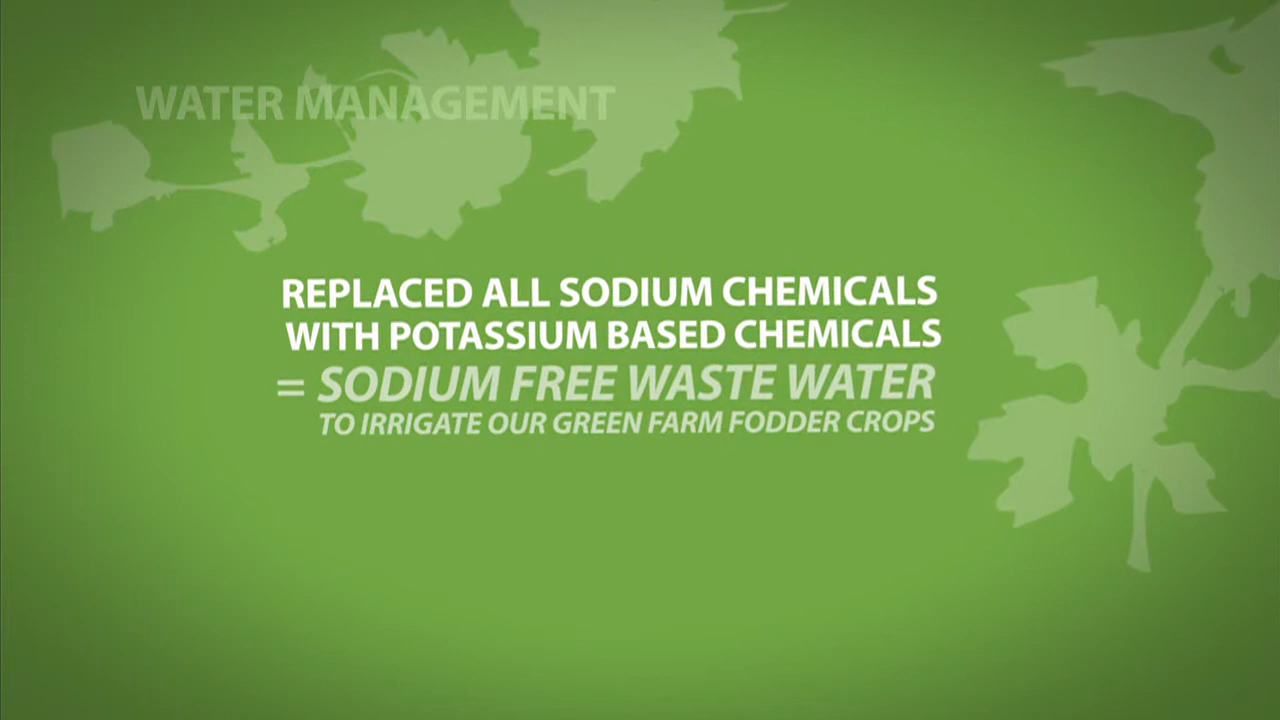 WATER MANAGEMENT
REPLACED ALL SODIUM CHEMICALS
WITH POTASSIUM BASED CHEMICALS
= SODIUM FREE WASTE WATER
TO IRRIGATE OUR GREEN FARM FODDER CROPS